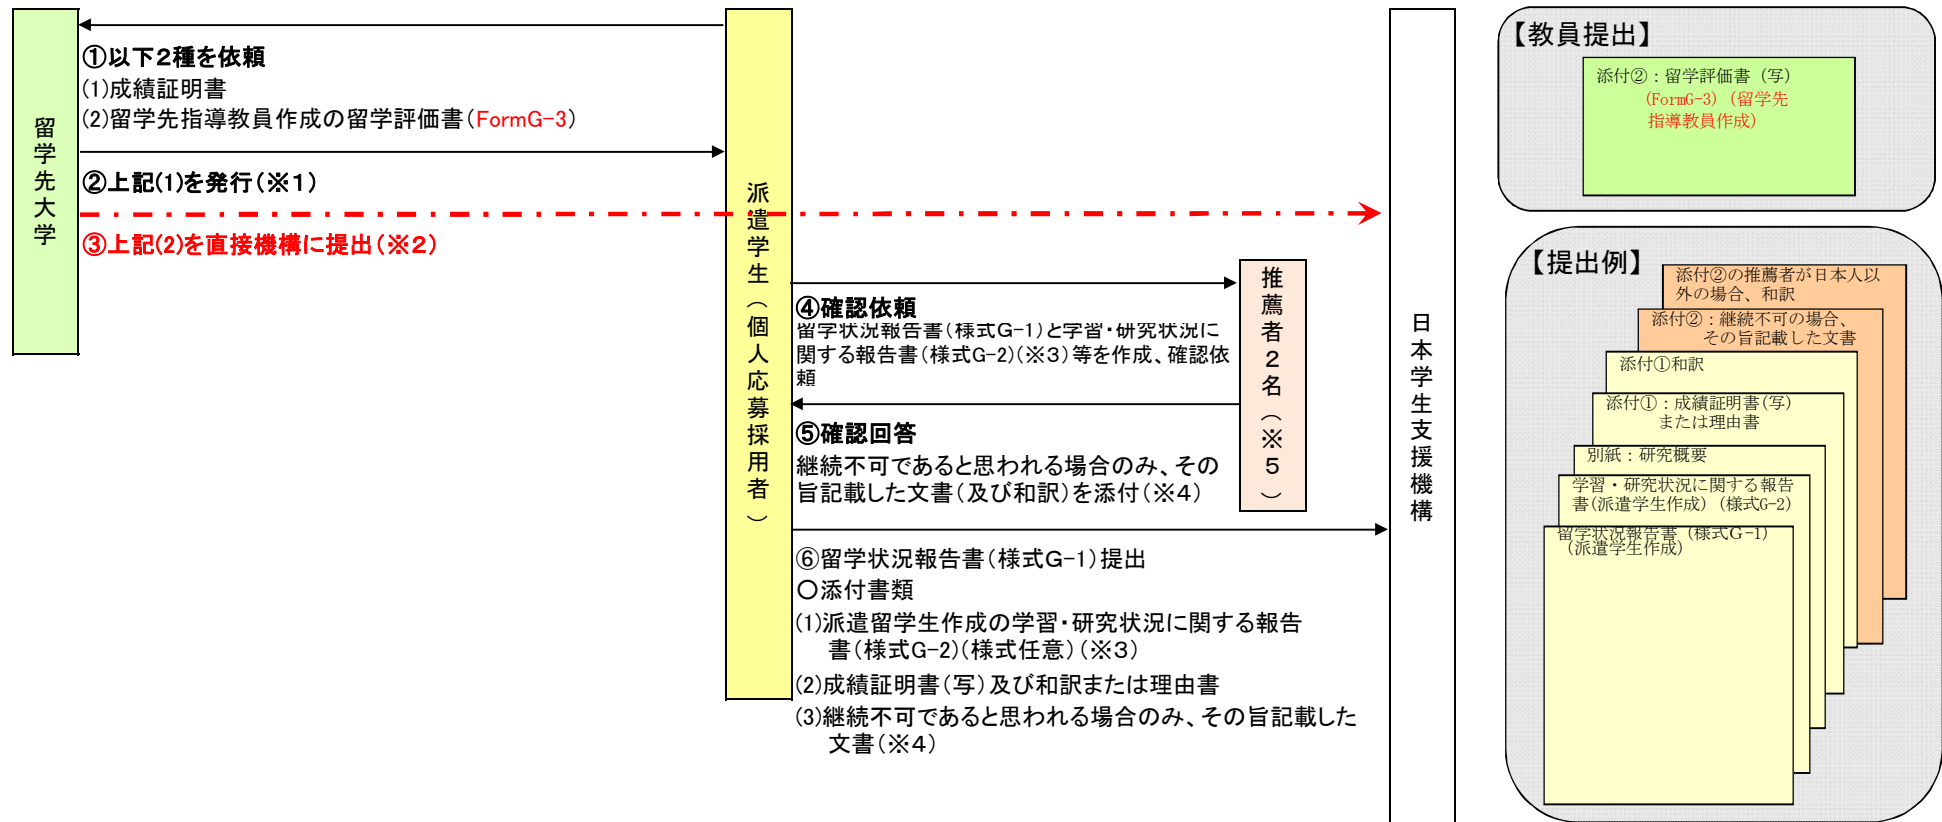 留学先大学
①以下2種を依頼
(1)成績証明書
(2)留学先指導教員作成の留学評価書(FormG-3)
②上記(1)を発行(※1)
③上記(2)を直接機構に提出(※2)
派遣学生(個人応募採用者)
④確認依頼
留学状況報告書(様式G-1)と学習・研究状況に
関する報告書(様式G-2)(※3)等を作成、確認依
頼
⑤確認回答
継続不可であると思われる場合のみ、その
旨記載した文書(及び和訳)を添付(※4)
推薦者2名(※5)
⑥留学状況報告書(様式G-1)提出
○添付書類
(1)派遣留学生作成の学習・研究状況に関する報告
書(様式G-2)(様式任意)(※3)
(2)成績証明書(写)及び和訳または理由書
(3)継続不可であると思われる場合のみ、その旨記載した
文書(※4)
日本学生支援機構
【教員提出】
添付②:留学評価書(写)
(FormG-3)(留学先
指導教員作成)
【提出例】
添付②の推薦者が日本人以
外の場合、和訳
添付②:継続不可の場合、
その旨記載した文書
添付①和訳
添付①:成績証明書(写)
または理由書
別紙:研究概要
学習・研究状況に関する報告
書(派遣学生作成)(様式G-2)
留学状況報告書(様式G-1)
(派遣学生作成)